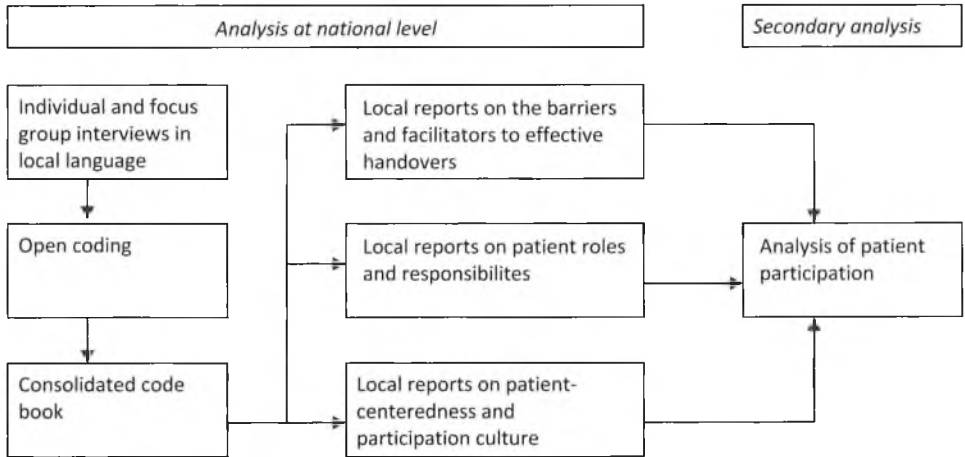 Analysis at national level
Secondary analysis
Individual and focus
group interviews in
local language
Open coding
Consolidated code
book
Local reports on the barriers
and facilitators to effective
handovers
Local reports on patient roles
and responsibilites
Local reports on patient-
centeredness and
participation culture
Analysis of patient
participation